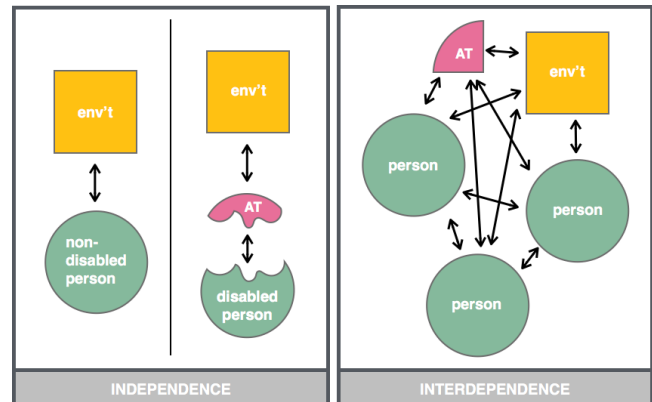 env't
non-
disabled
person
env't
AT
disabled
person
INDEPENDENCE
AT
env't
person
person
person
INTERDEPENDENCE